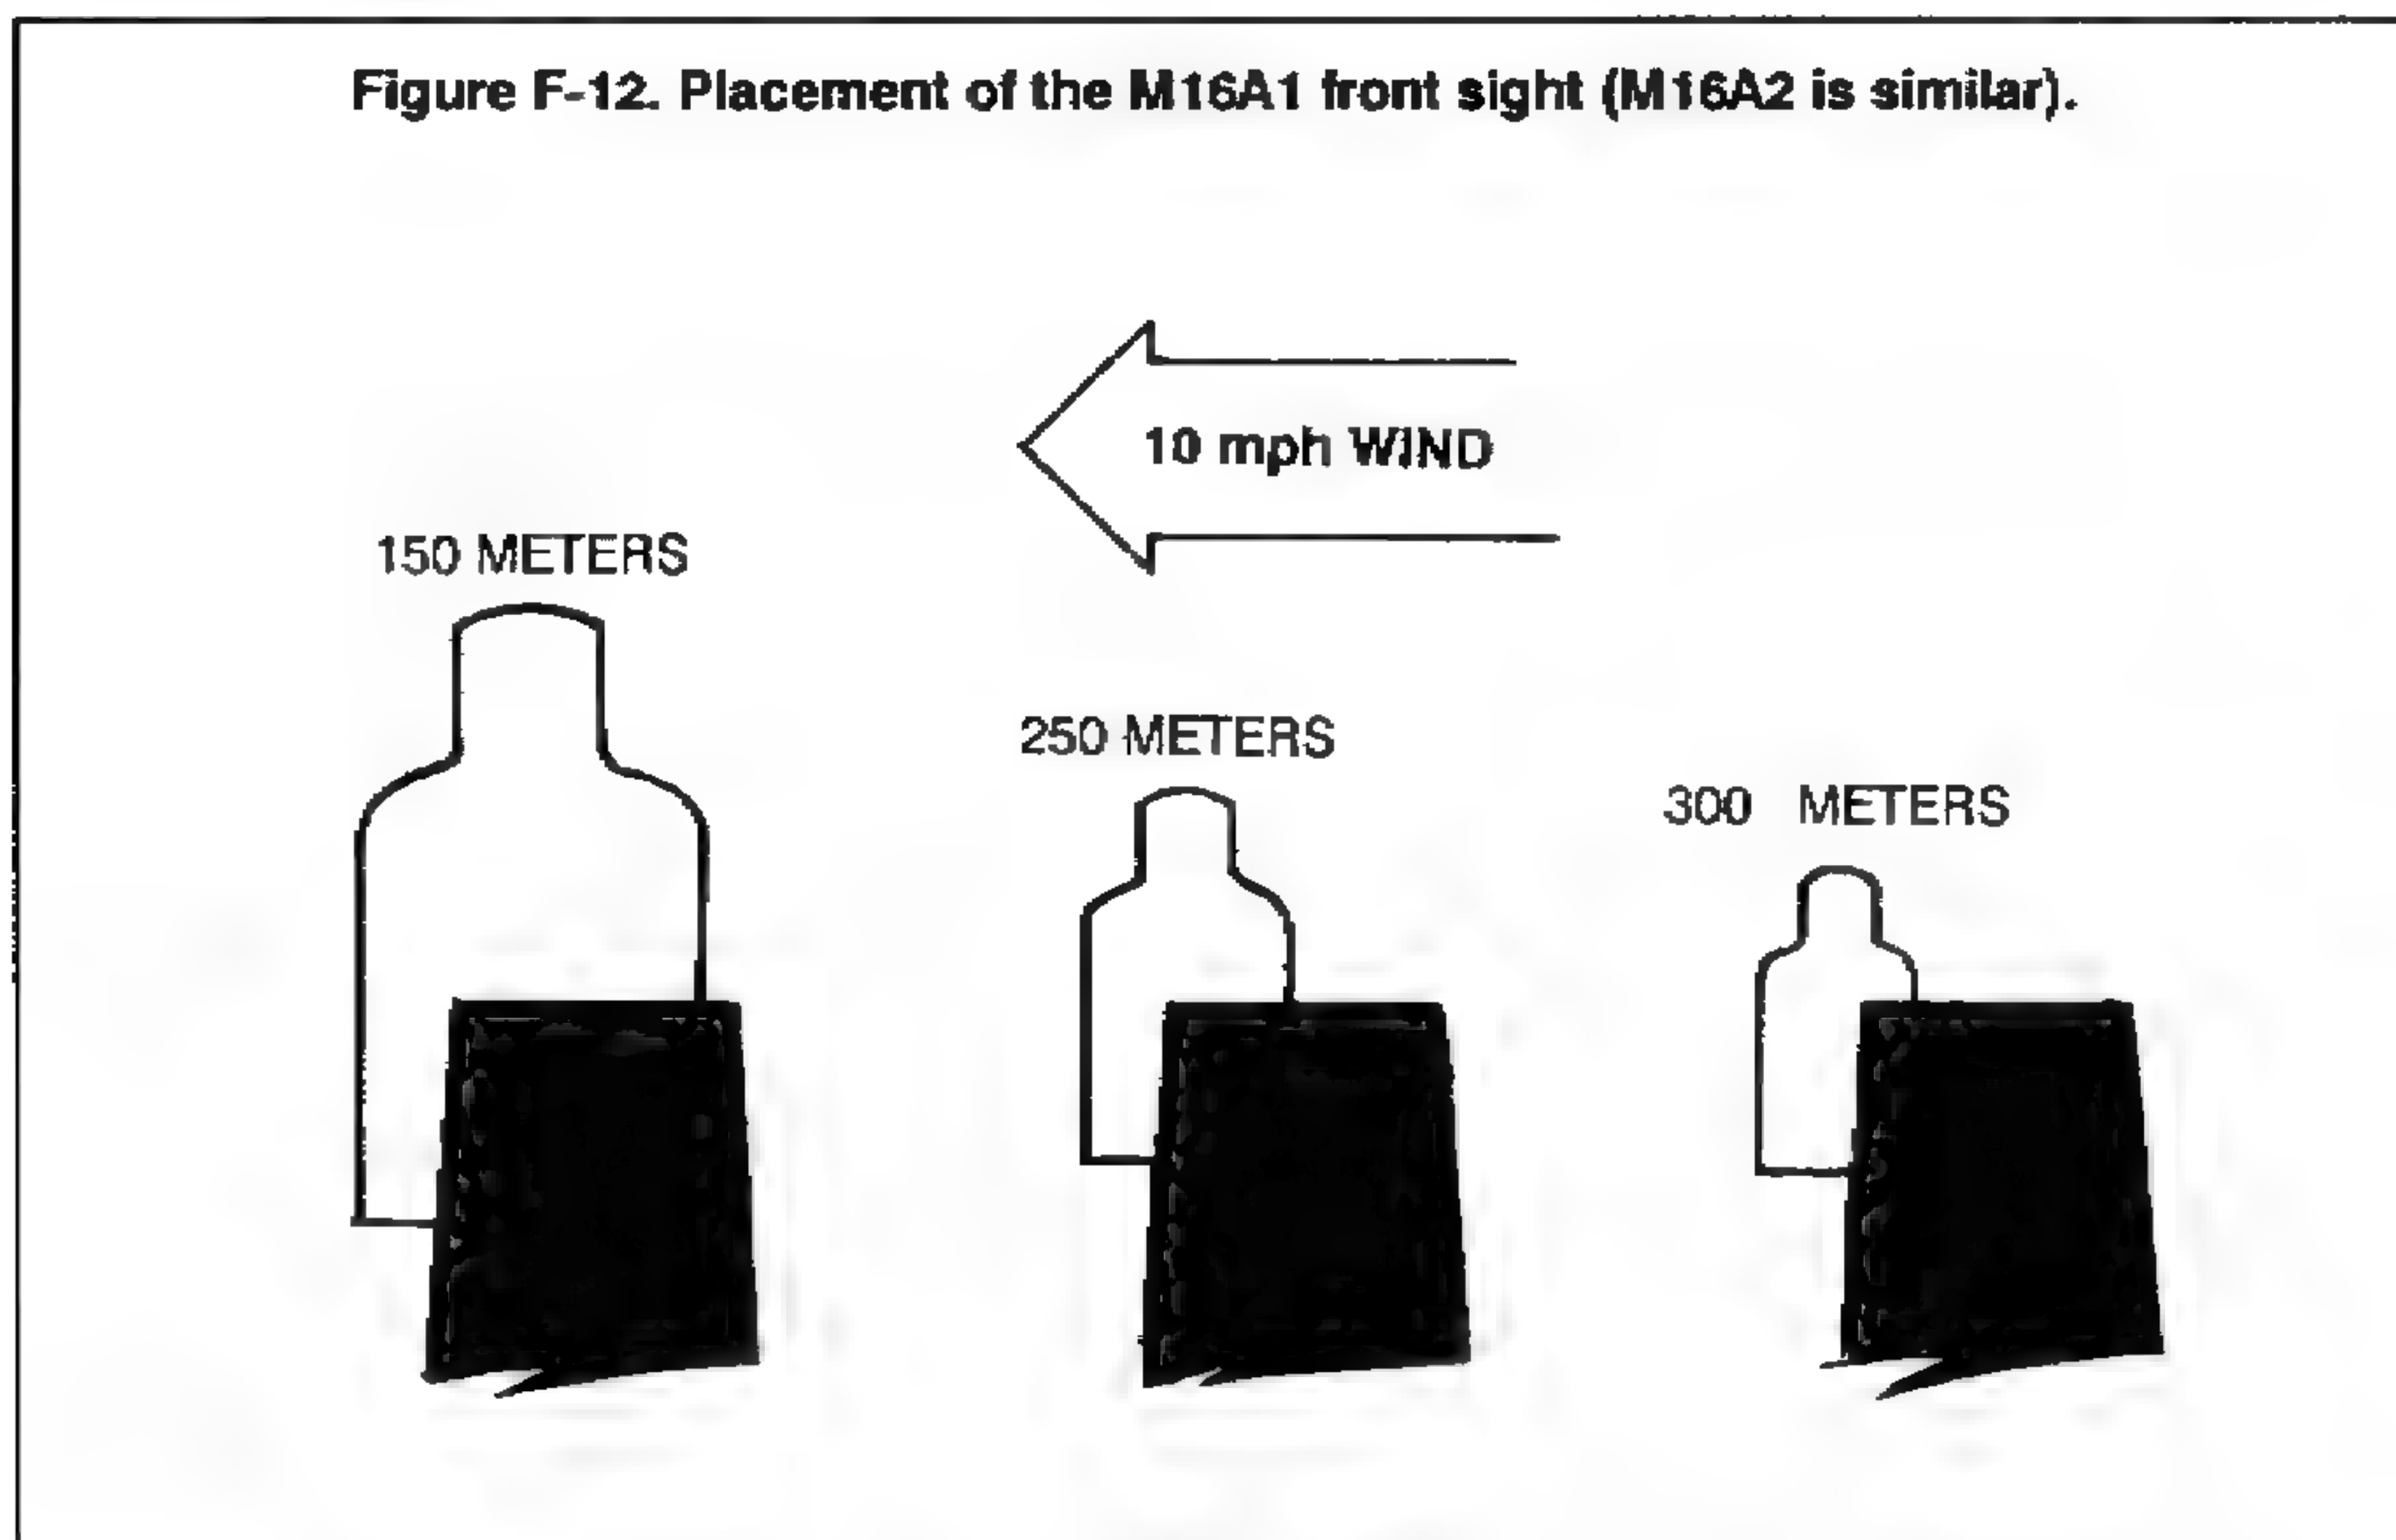 Figure F-12. Placement of the M16A1 front sight (M16A2 is similar).
10 mph WIND
150 METERS
250 METERS
300 METERS